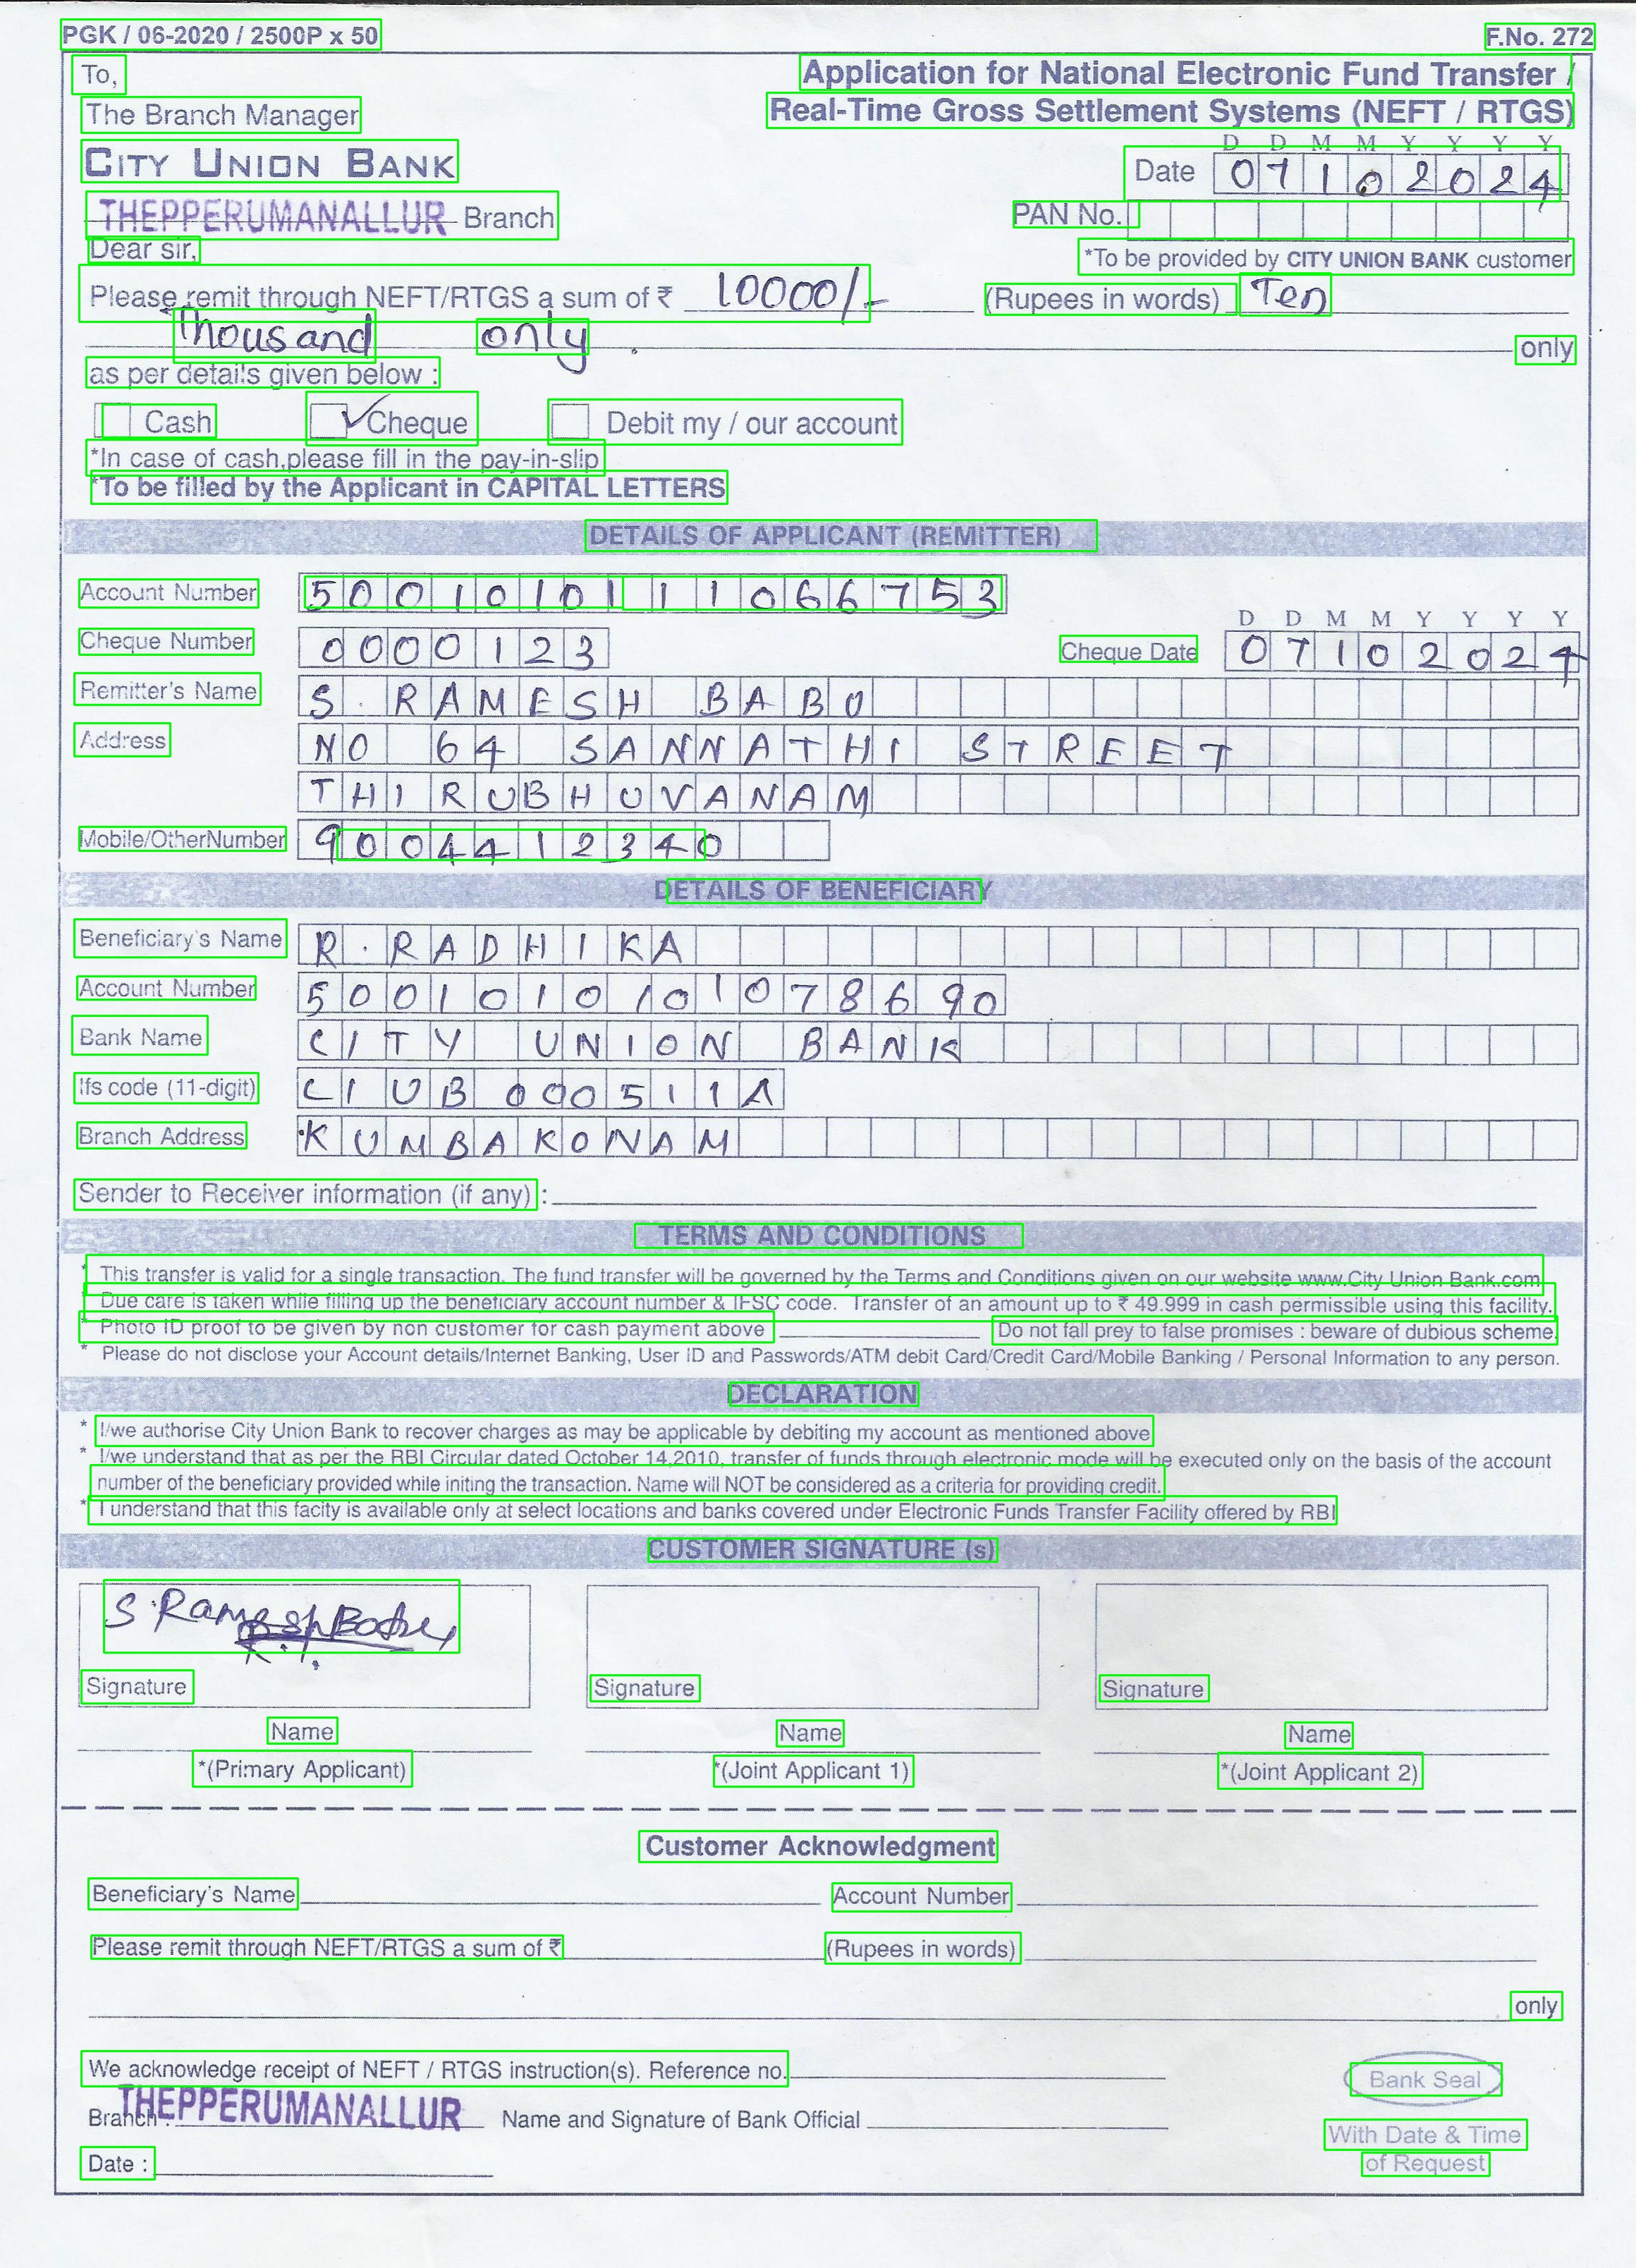 PGK / 06-2020 / 2500P x 50
F.No. 272
To,
Application for National Electronic Fund Transfer /
The Branch Manager
Real-Time Gross Settlement Systems (NEFT / RTGS)
CITY UNION BANK
D D M M Y Y Y Y
Date 07102024
THEPPERUMANALLUR Branch
PAN No.
Dear sir,
*To be provided by CITY UNION BANK customer
Please remit through NEFT/RTGS a sum of ₹ 10000/- (Rupees in words) Ten
Thousand only. only
as per details given below :
Cash Cheque Debit my / our account
*In case of cash,please fill in the pay-in-slip
*To be filled by the Applicant in CAPITAL LETTERS
DETAILS OF APPLICANT (REMITTER)
Account Number 5001010111066753
D D M M Y Y Y Y
Cheque Number 0000123 Cheque Date 07102024
Remitter's Name S. RAMESH BABU
Address NO 64 SANNATHI STREET
THIRUBHUVANAM
Mobile/OtherNumber 9004412340
DETAILS OF BENEFICIARY
Beneficiary's Name R. RADHIKA
Account Number 5001010101078690
Bank Name CITY UNION BANK
Ifs code (11-digit) CIUB000511A
Branch Address KUMBAKONAM
Sender to Receiver information (if any) :
TERMS AND CONDITIONS
* This transfer is valid for a single transaction. The fund transfer will be governed by the Terms and Conditions given on our website www.City Union Bank.com
* Due care is taken while filling up the beneficiary account number & IFSC code. Transfer of an amount up to ₹ 49.999 in cash permissible using this facility.
* Photo ID proof to be given by non customer for cash payment above Do not fall prey to false promises : beware of dubious scheme.
* Please do not disclose your Account details/Internet Banking, User ID and Passwords/ATM debit Card/Credit Card/Mobile Banking / Personal Information to any person.
DECLARATION
* I/we authorise City Union Bank to recover charges as may be applicable by debiting my account as mentioned above
* I/we understand that as per the RBI Circular dated October 14,2010, transfer of funds through electronic mode will be executed only on the basis of the account
number of the beneficiary provided while initing the transaction. Name will NOT be considered as a criteria for providing credit.
* I understand that this facity is available only at select locations and banks covered under Electronic Funds Transfer Facility offered by RBI
CUSTOMER SIGNATURE (s)
S. Ramesh Babu
Signature Signature Signature
Name Name Name
*(Primary Applicant) *(Joint Applicant 1) *(Joint Applicant 2)
Customer Acknowledgment
Beneficiary's Name Account Number
Please remit through NEFT/RTGS a sum of ₹ (Rupees in words)
only
We acknowledge receipt of NEFT / RTGS instruction(s). Reference no.
Bank Seal
Branch : THEPPERUMANALLUR Name and Signature of Bank Official
With Date & Time
Date :
of Request